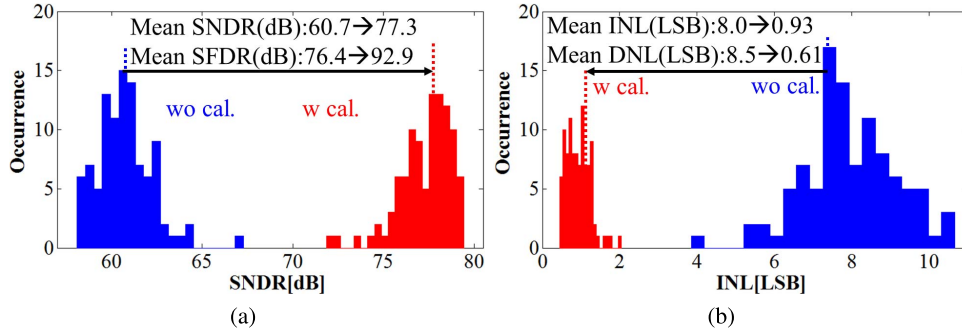 Mean SNDR(dB):60.7→77.3
Mean SFDR(dB):76.4→92.9
wo cal.
w cal.
Occurrence
20
15
10
5
0
60
65
70
75
80
SNDR[dB]
(a)
Mean INL(LSB):8.0→0.93
Mean DNL(LSB):8.5→0.61
w cal.
wo cal.
Occurrence
20
15
10
5
0
0
2
4
6
8
10
INL[LSB]
(b)